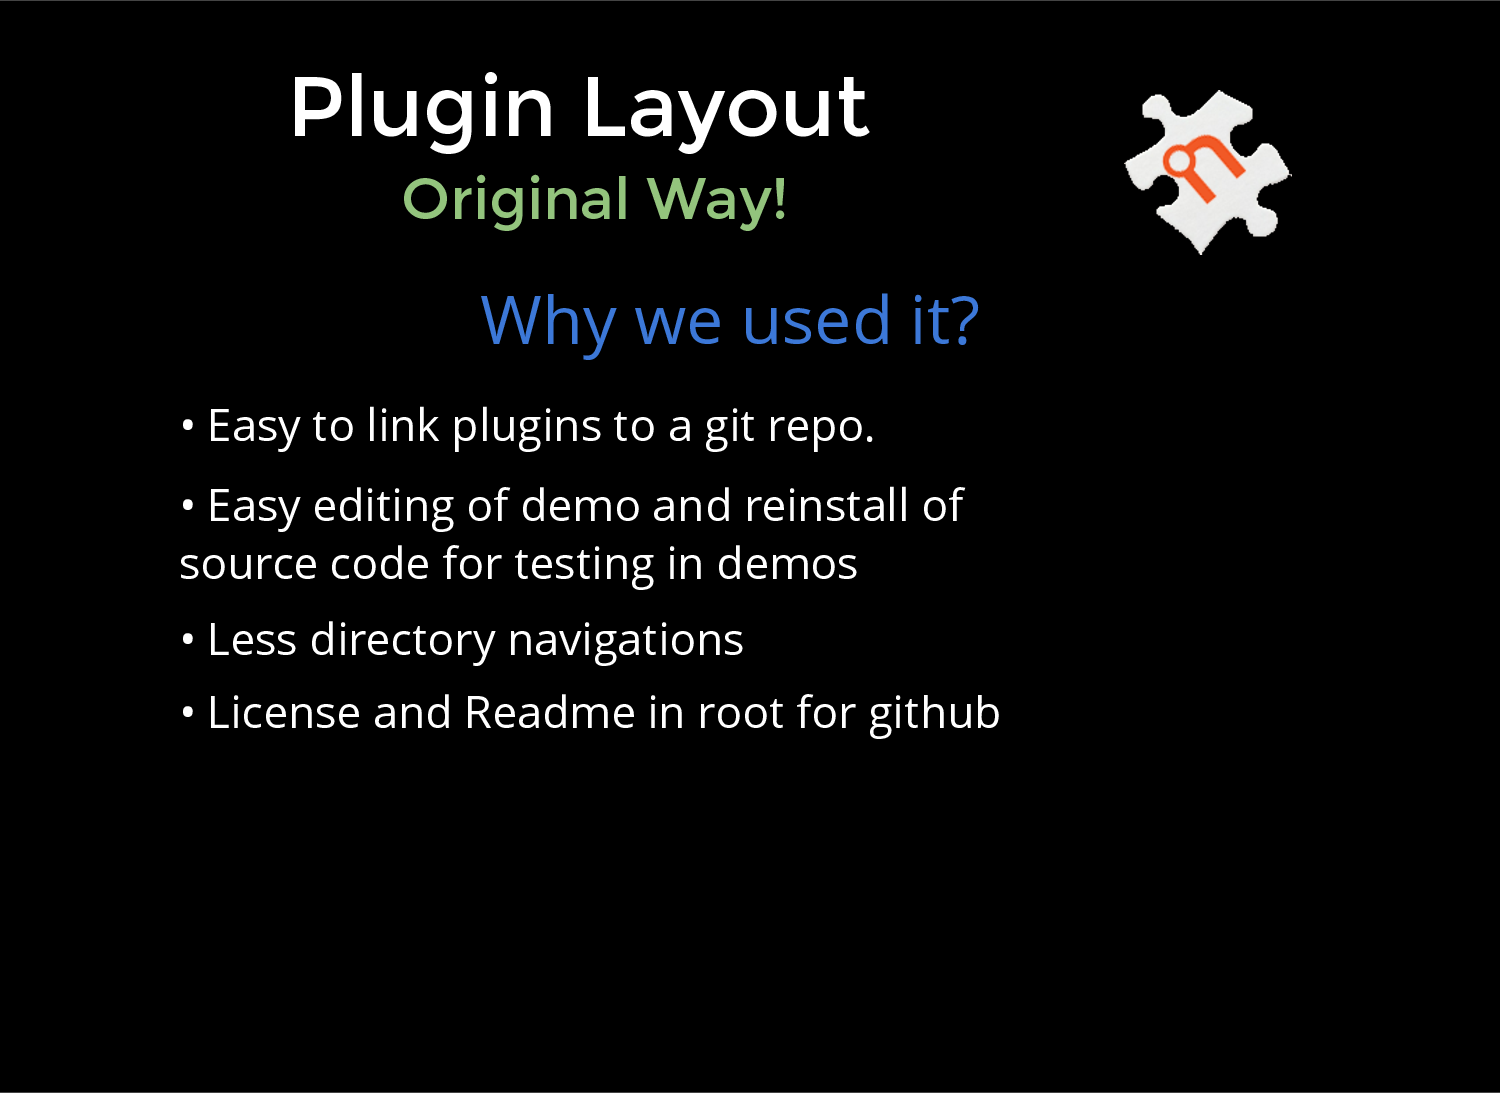 Plugin Layout
Original Way!
Why we used it?
• Easy to link plugins to a git repo.
• Easy editing of demo and reinstall of
source code for testing in demos
• Less directory navigations
• License and Readme in root for github